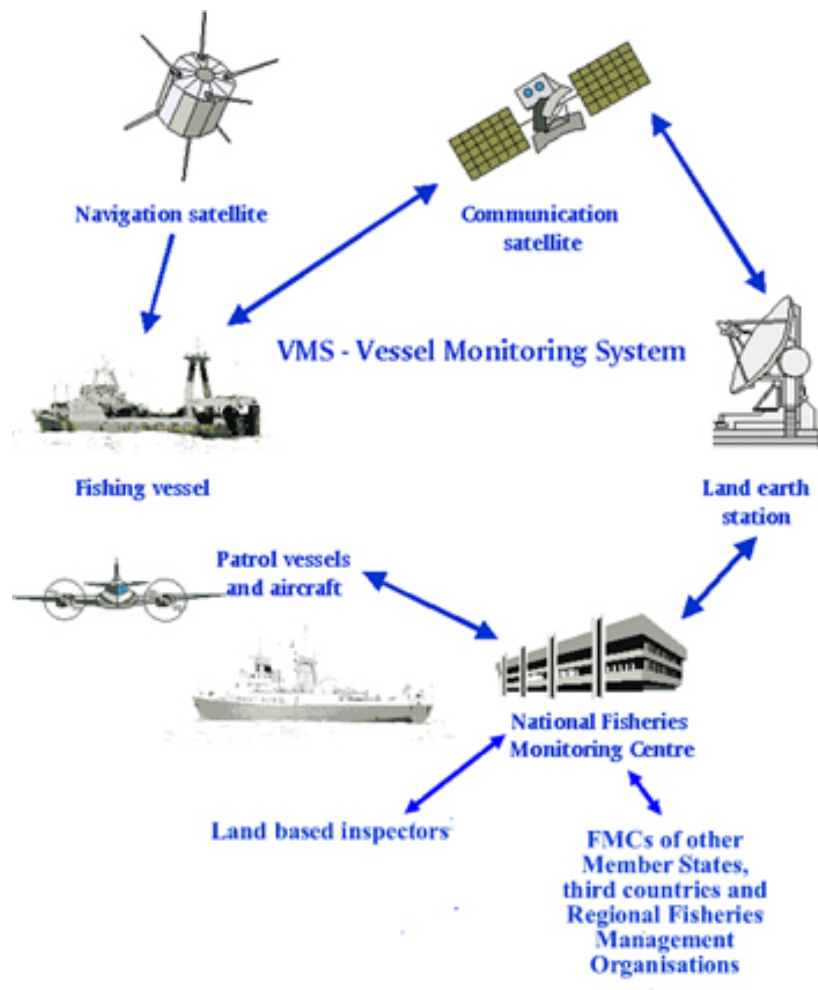 Navigation satellite
Communication
satellite
VMS - Vessel Monitoring System
Fishing vessel
Land earth
station
Patrol vessels
and aircraft
National Fisheries
Monitoring Centre
Land based inspectors
FMCs of other
Member States,
third countries and
Regional Fisheries
Management
Organisations